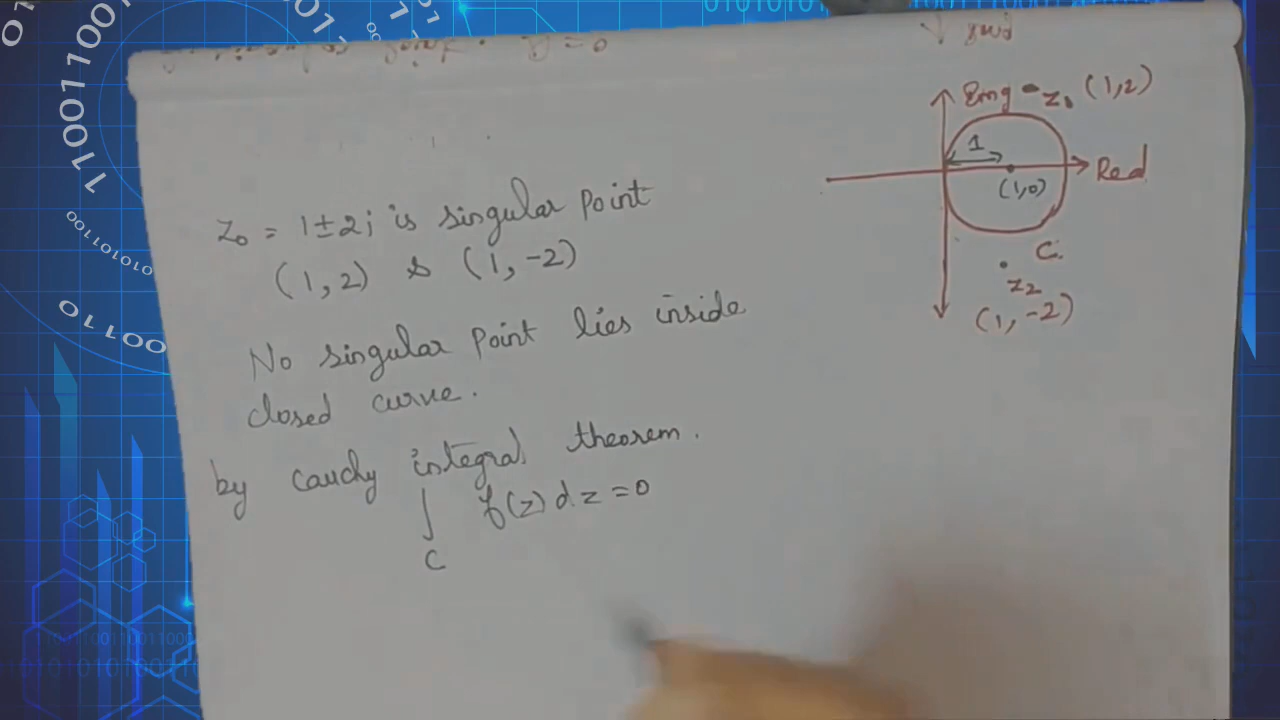 Z₀ = 1±2i is singular point
(1, 2) & (1, -2)
No singular point lies inside
closed curve.
by cauchy integral theorem.
∫ f(z) dz = 0
C
Emg
z₁ (1,2)
1
Real
(1,0)
C
z₂
(1, -2)